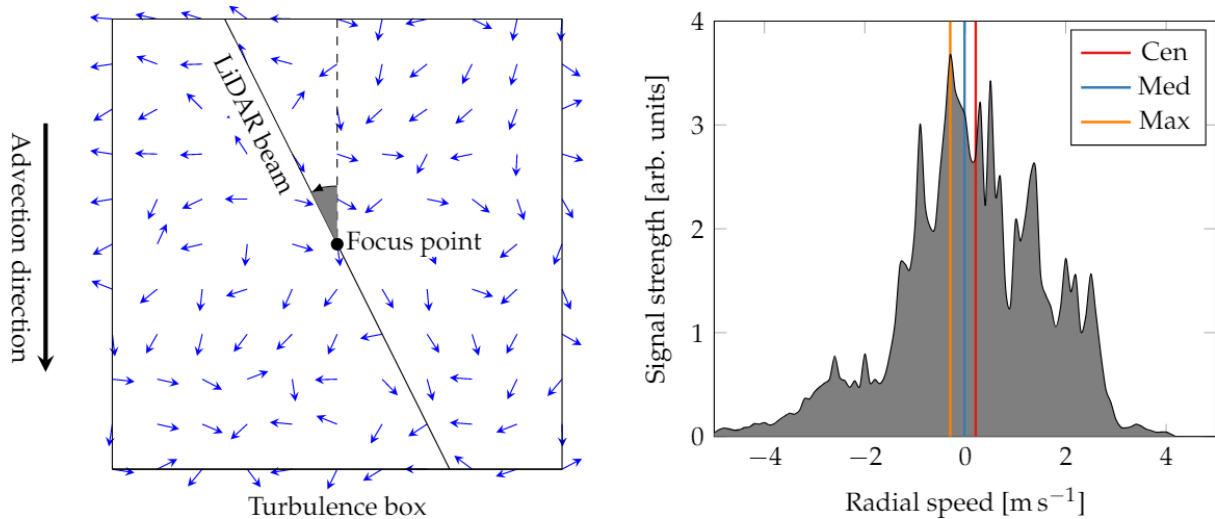 Advection direction
LiDAR beam
Focus point
Turbulence box
Signal strength [arb. units]
4
3
2
1
0
−4
−2
0
2
4
Radial speed [m s−1]
Cen
Med
Max